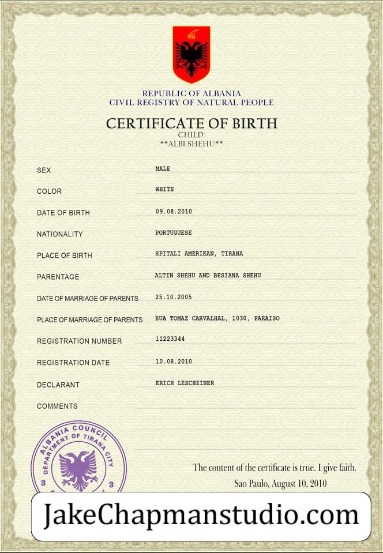 REPUBLIC OF ALBANIA
CIVIL REGISTRY OF NATURAL PEOPLE
CERTIFICATE OF BIRTH
CHILD:
**ALBI SHEHU**
SEX MALE
COLOR WHITE
DATE OF BIRTH 09.08.2010
NATIONALITY PORTUGUESE
PLACE OF BIRTH SPITALI AMERIKAN, TIRANA
PARENTAGE ALTIN SHEHU AND BESIANA SHEHU
DATE OF MARRIAGE OF PARENTS 25.10.2005
PLACE OF MARRIAGE OF PARENTS RUA TOMAZ CARVALHAL, 1030, PARAISO
REGISTRATION NUMBER 11223344
REGISTRATION DATE 10.08.2010
DECLARANT ERICH LESCHEINER
COMMENTS
ALBANIA COUNCIL
DEPARTMENT OF TIRANA CITY
3 3
The content of the certificate is true. I give faith.
Sao Paulo, August 10, 2010
JakeChapmanstudio.com